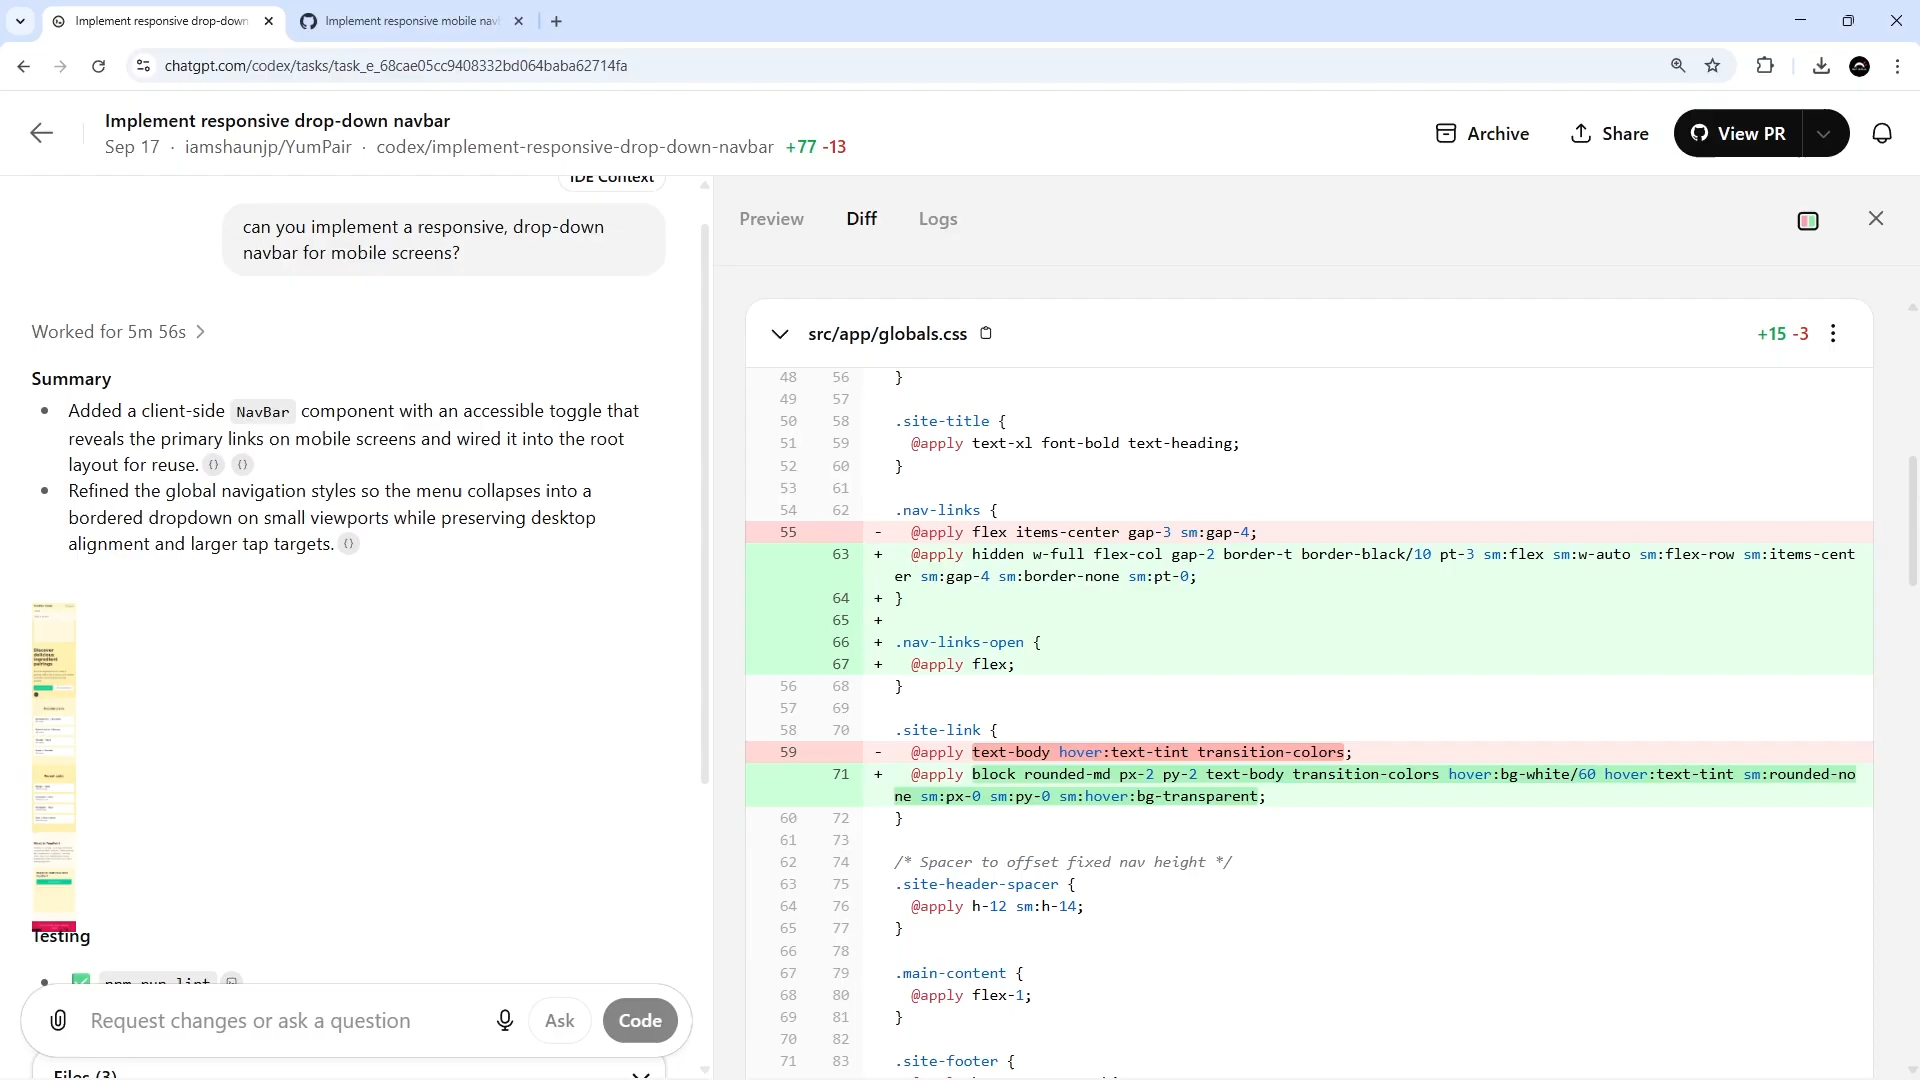 Implement responsive drop-down
Implement responsive mobile nav
chatgpt.com/codex/tasks/task_e_68cae05cc9408332bd064baba62714fa
Implement responsive drop-down navbar
Sep 17 · iamshaunjp/YumPair · codex/implement-responsive-drop-down-navbar +77 -13
Archive
Share
View PR
IDE Context
can you implement a responsive, drop-down
navbar for mobile screens?
Worked for 5m 56s
Summary
Added a client-side NavBar component with an accessible toggle that
reveals the primary links on mobile screens and wired it into the root
layout for reuse.
Refined the global navigation styles so the menu collapses into a
bordered dropdown on small viewports while preserving desktop
alignment and larger tap targets.
Discover
delicious
ingredient
pairings
Testing
npm run lint
Request changes or ask a question
Ask
Code
Files (3)
Preview
Diff
Logs
src/app/globals.css
+15 -3
48 56 }
49 57
50 58 .site-title {
51 59 @apply text-xl font-bold text-heading;
52 60 }
53 61
54 62 .nav-links {
55 - @apply flex items-center gap-3 sm:gap-4;
63 + @apply hidden w-full flex-col gap-2 border-t border-black/10 pt-3 sm:flex sm:w-auto sm:flex-row sm:items-cent
er sm:gap-4 sm:border-none sm:pt-0;
64 + }
65 +
66 + .nav-links-open {
67 + @apply flex;
56 68 }
57 69
58 70 .site-link {
59 - @apply text-body hover:text-tint transition-colors;
71 + @apply block rounded-md px-2 py-2 text-body transition-colors hover:bg-white/60 hover:text-tint sm:rounded-no
ne sm:px-0 sm:py-0 sm:hover:bg-transparent;
60 72 }
61 73
62 74 /* Spacer to offset fixed nav height */
63 75 .site-header-spacer {
64 76 @apply h-12 sm:h-14;
65 77 }
66 78
67 79 .main-content {
68 80 @apply flex-1;
69 81 }
70 82
71 83 .site-footer {